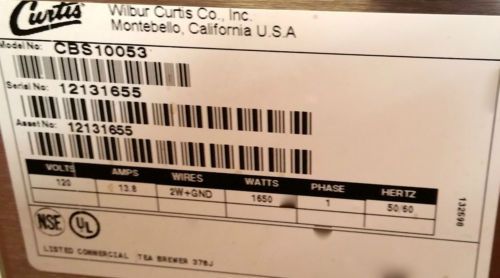 Curtis
Wilbur Curtis Co., Inc.
Montebello, California U.S.A
Model No: CBS10053
Serial No: 12131655
Asset No: 12131655
VOLTS AMPS WIRES WATTS PHASE HERTZ
120 13.8 2W+GND 1650 1 50/60
132598
NSF UL
LISTED COMMERCIAL TEA BREWER 378J